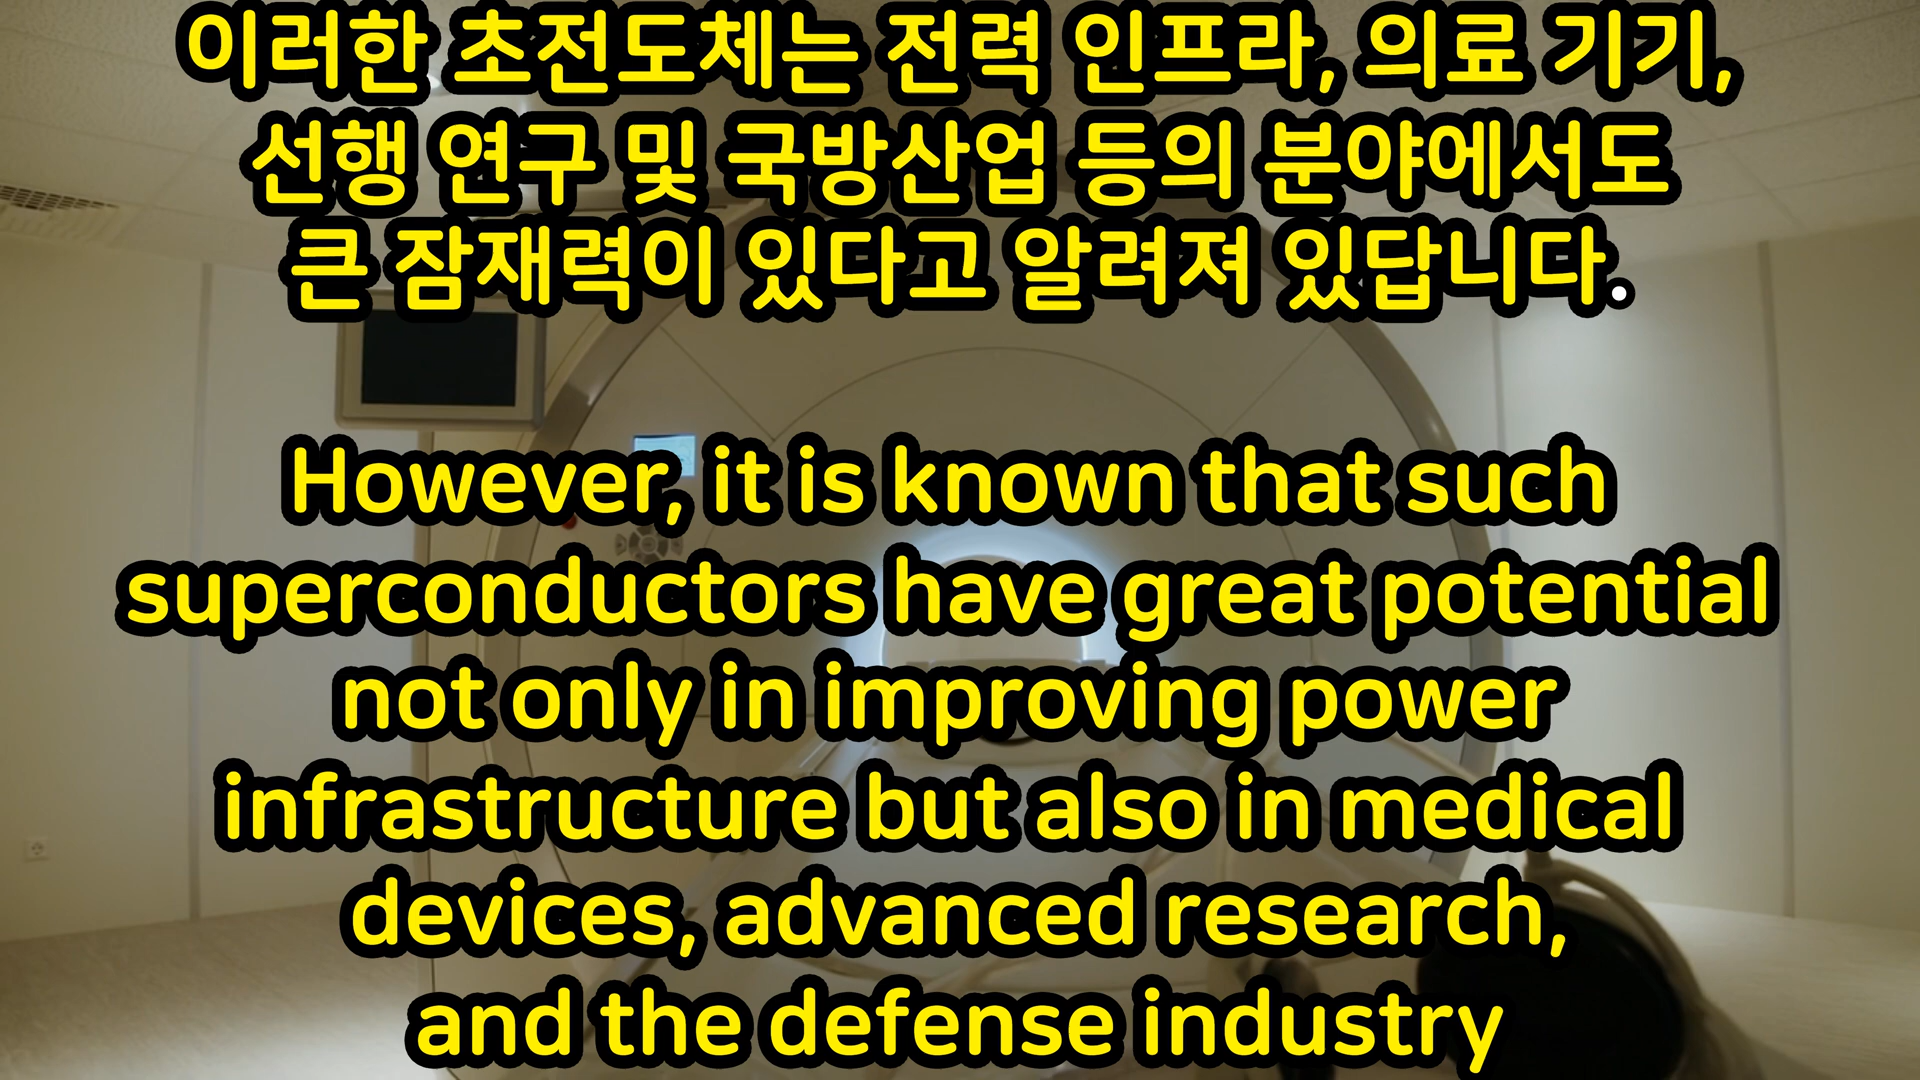 이러한 초전도체는 전력 인프라, 의료 기기,
선행 연구 및 국방산업 등의 분야에서도
큰 잠재력이 있다고 알려져 있답니다.
However, it is known that such
superconductors have great potential
not only in improving power
infrastructure but also in medical
devices, advanced research,
and the defense industry